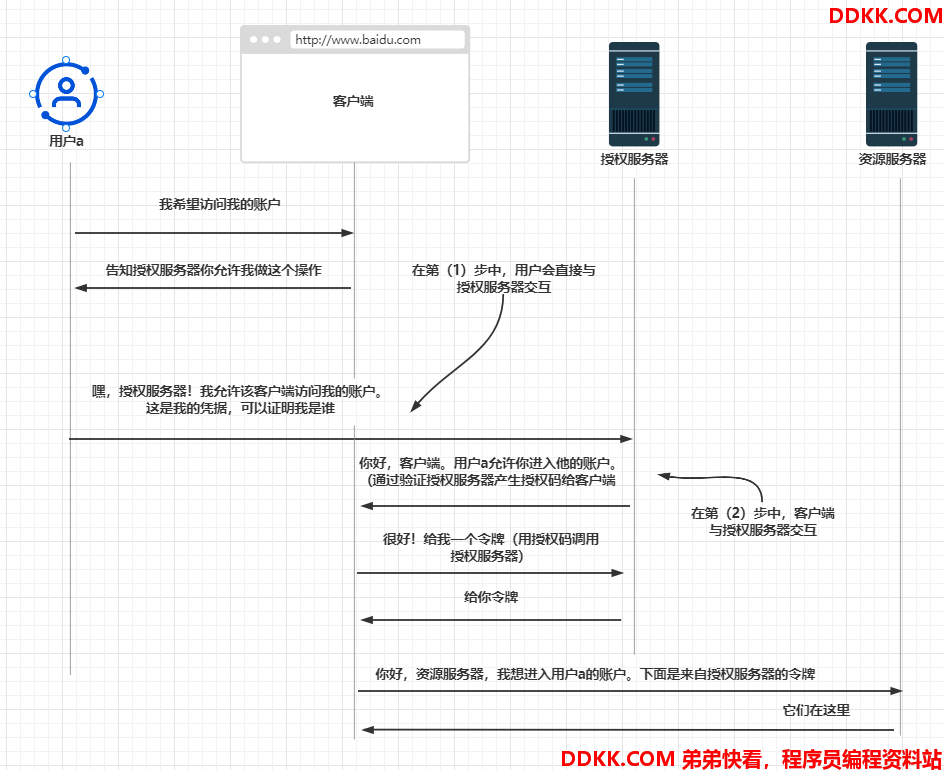 DDKK.COM
http://www.baidu.com
客户端
用户a
授权服务器
资源服务器
我希望访问我的账户
告知授权服务器你允许我做这个操作
在第（1）步中，用户会直接与
授权服务器交互
嘿，授权服务器！我允许该客户端访问我的账户。
这是我的凭据，可以证明我是谁
你好，客户端。用户a允许你进入他的账户。
（通过验证授权服务器产生授权码给客户端
在第（2）步中，客户端
与授权服务器交互
很好！给我一个令牌（用授权码调用
授权服务器）
给你令牌
你好，资源服务器，我想进入用户a的账户。下面是来自授权服务器的令牌
它们在这里
DDKK.COM 弟弟快看，程序员编程资料站